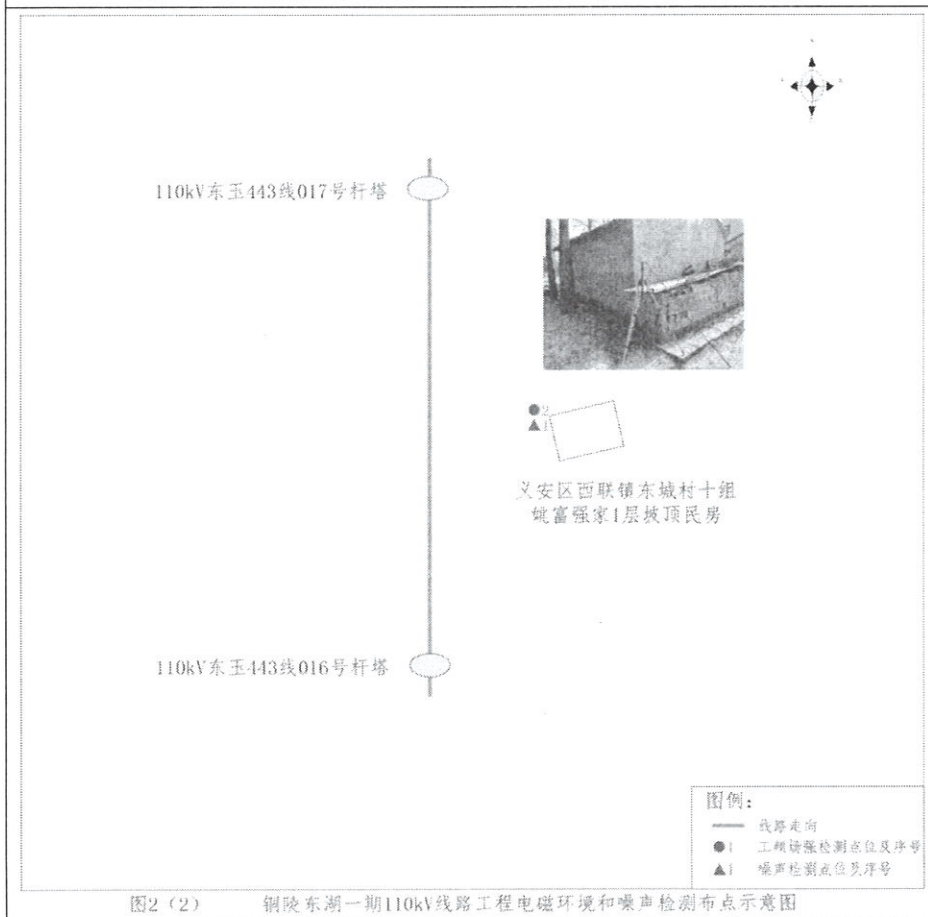 110kV东玉443线017号杆塔
●2
▲1
义安区西联镇东城村十组
姚富强家1层坡顶民房
110kV东玉443线016号杆塔
图例：
线路走向
●1 工频场强检测点位及序号
▲1 噪声检测点位及序号
图2（2） 铜陵东湖一期110kV线路工程电磁环境和噪声检测布点示意图